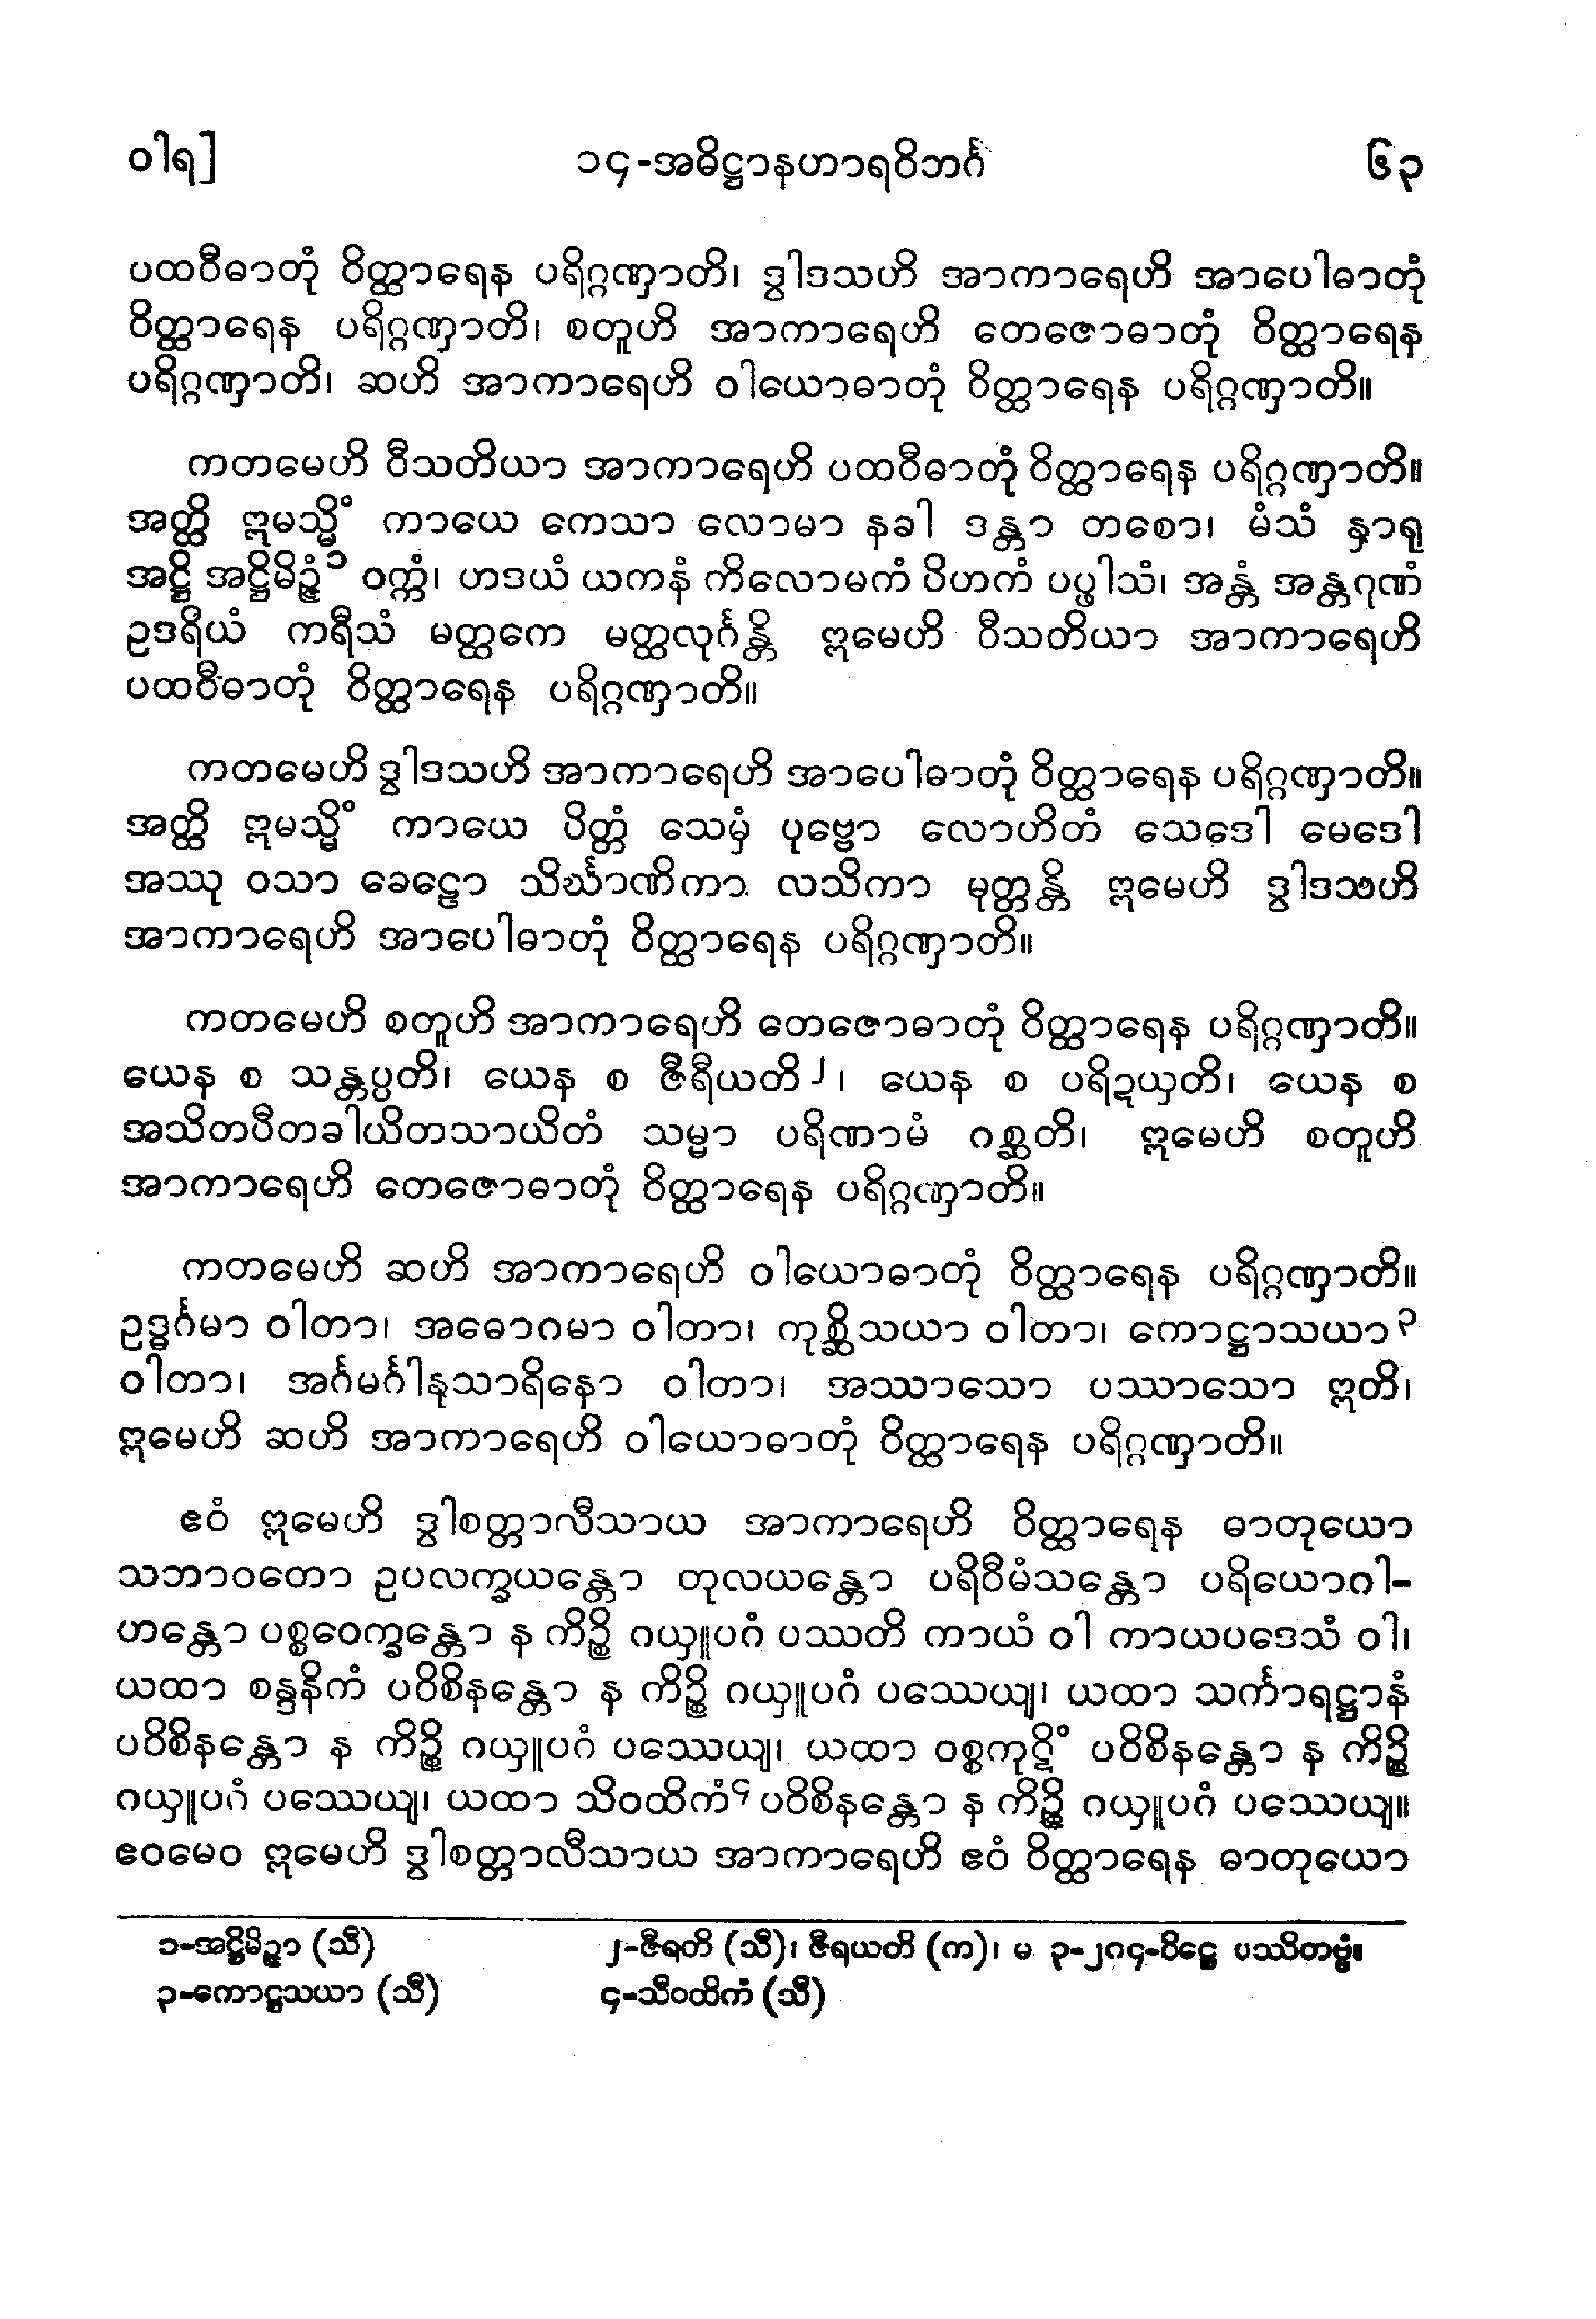 ဝါရ]
၁၄-အဓိဋ္ဌာနဟာရဝိဘင်္ဂ
၆၃
ပထဝီဓာတုံ ဝိတ္ထာရေန ပရိဂ္ဂဏှာတိ၊ ဒွါဒသဟိ အာကာရေဟိ အာပေါဓာတုံ
ဝိတ္ထာရေန ပရိဂ္ဂဏှာတိ၊ စတူဟိ အာကာရေဟိ တေဇောဓာတုံ ဝိတ္ထာရေန
ပရိဂ္ဂဏှာတိ၊ ဆဟိ အာကာရေဟိ ဝါယောဓာတုံ ဝိတ္ထာရေန ပရိဂ္ဂဏှာတိ။
ကတမေဟိ ဝီသတိယာ အာကာရေဟိ ပထဝီဓာတုံ ဝိတ္ထာရေန ပရိဂ္ဂဏှာတိ။
အတ္ထိ ဣမသ္မိံ ကာယေ ကေသာ လောမာ နခါ ဒန္တာ တစော၊ မံသံ နှာရု
အဋ္ဌိ အဋ္ဌိမိဉ္ဇံ၁ ဝက္ကံ၊ ဟဒယံ ယကနံ ကိလောမကံ ပိဟကံ ပပ္ဖါသံ၊ အန္တံ အန္တဂုဏံ
ဥဒရိယံ ကရီသံ မတ္ထကေ မတ္ထလုင်္ဂန္တိ ဣမေဟိ ဝီသတိယာ အာကာရေဟိ
ပထဝီဓာတုံ ဝိတ္ထာရေန ပရိဂ္ဂဏှာတိ။
ကတမေဟိ ဒွါဒသဟိ အာကာရေဟိ အာပေါဓာတုံ ဝိတ္ထာရေန ပရိဂ္ဂဏှာတိ။
အတ္ထိ ဣမသ္မိံ ကာယေ ပိတ္တံ သေမှံ ပုဗ္ဗော လောဟိတံ သေဒေါ မေဒေါ
အဿု ဝသာ ခေဠော သိင်္ဃာဏိကာ လသိကာ မုတ္တန္တိ ဣမေဟိ ဒွါဒသဟိ
အာကာရေဟိ အာပေါဓာတုံ ဝိတ္ထာရေန ပရိဂ္ဂဏှာတိ။
ကတမေဟိ စတူဟိ အာကာရေဟိ တေဇောဓာတုံ ဝိတ္ထာရေန ပရိဂ္ဂဏှာတိ။
ယေန စ သန္တပ္ပတိ၊ ယေန စ ဇီရီယတိ၂၊ ယေန စ ပရိဍယှတိ၊ ယေန စ
အသိတပီတခါယိတသာယိတံ သမ္မာ ပရိဏာမံ ဂစ္ဆတိ၊ ဣမေဟိ စတူဟိ
အာကာရေဟိ တေဇောဓာတုံ ဝိတ္ထာရေန ပရိဂ္ဂဏှာတိ။
ကတမေဟိ ဆဟိ အာကာရေဟိ ဝါယောဓာတုံ ဝိတ္ထာရေန ပရိဂ္ဂဏှာတိ။
ဥဒ္ဓင်္ဂမာ ဝါတာ၊ အဓောဂမာ ဝါတာ၊ ကုစ္ဆိသယာ ဝါတာ၊ ကောဋ္ဌာသယာ၃
ဝါတာ၊ အင်္ဂမင်္ဂါနုသာရိနော ဝါတာ၊ အဿာသော ပဿာသော ဣတိ၊
ဣမေဟိ ဆဟိ အာကာရေဟိ ဝါယောဓာတုံ ဝိတ္ထာရေန ပရိဂ္ဂဏှာတိ။
ဧဝံ ဣမေဟိ ဒွါစတ္တာလီသာယ အာကာရေဟိ ဝိတ္ထာရေန ဓာတုယော
သဘာဝတော ဥပလက္ခယန္တော တုလယန္တော ပရိဝီမံသန္တော ပရိယောဂါ-
ဟန္တော ပစ္စဝေက္ခန္တော န ကိဉ္စိ ဂယှူပဂံ ပဿတိ ကာယံ ဝါ ကာယပဒေသံ ဝါ၊
ယထာ စန္ဒနိကံ ပဝိစိနန္တော န ကိဉ္စိ ဂယှူပဂံ ပဿေယျ၊ ယထာ သင်္ကာရဋ္ဌာနံ
ပဝိစိနန္တော န ကိဉ္စိ ဂယှူပဂံ ပဿေယျ၊ ယထာ ဝစ္စကုဋိံ ပဝိစိနန္တော န ကိဉ္စိ
ဂယှူပဂံ ပဿေယျ၊ ယထာ သိဝထိကံ၄ ပဝိစိနန္တော န ကိဉ္စိ ဂယှူပဂံ ပဿေယျ။
ဧဝမေဝ ဣမေဟိ ဒွါစတ္တာလီသာယ အာကာရေဟိ ဧဝံ ဝိတ္ထာရေန ဓာတုယော
၁-အဋ္ဌိမိဉ္ဇာ (သီ)
၂-ဇီရတိ (သီ)၊ ဇီရယတိ (က)၊ မ ၃-၂၈၄-ပိဋ္ဌေ ပဿိတဗ္ဗံ။
၃-ကောဋ္ဌသယာ (သီ)
၄-သီဝထိကံ (သီ)